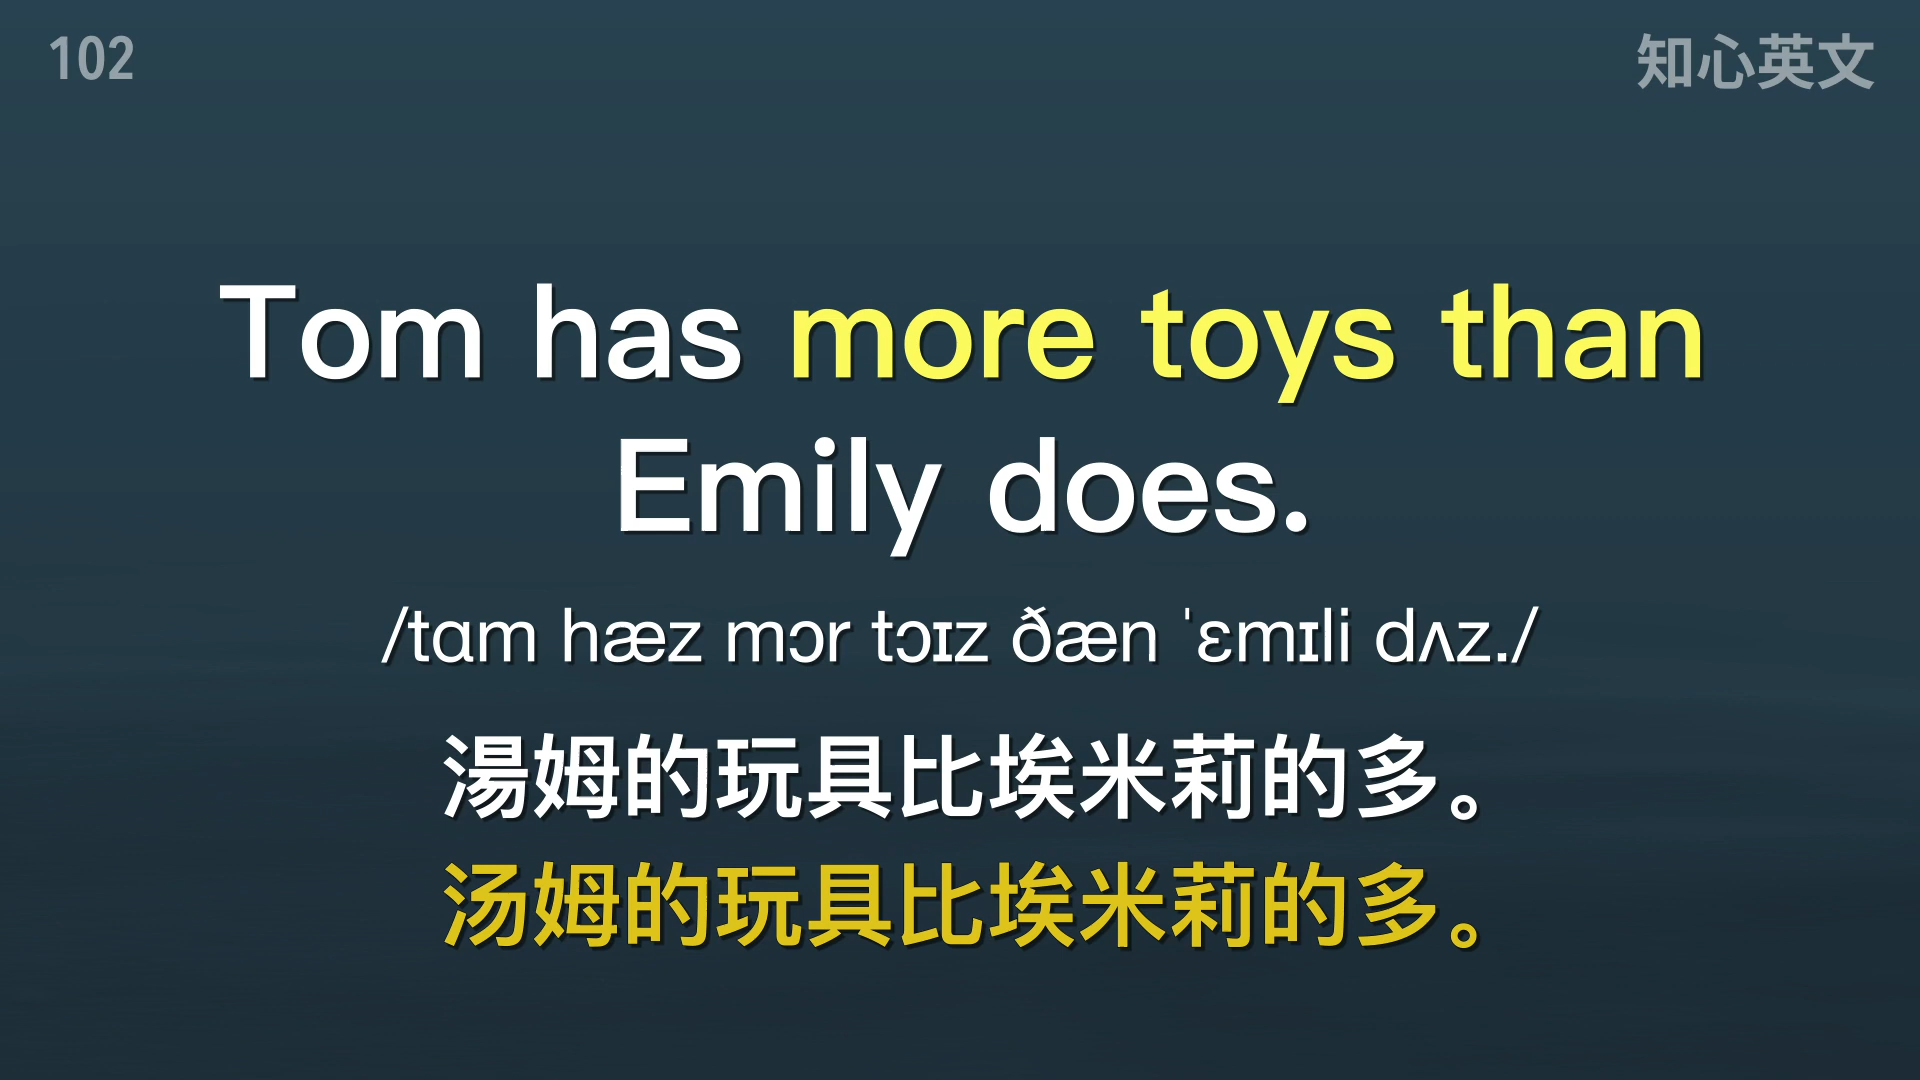 102
知心英文
Tom has more toys than
Emily does.
/tɑm hæz mɔr tɔɪz ðæn ˈɛmɪli dʌz./
湯姆的玩具比埃米莉的多。
汤姆的玩具比埃米莉的多。